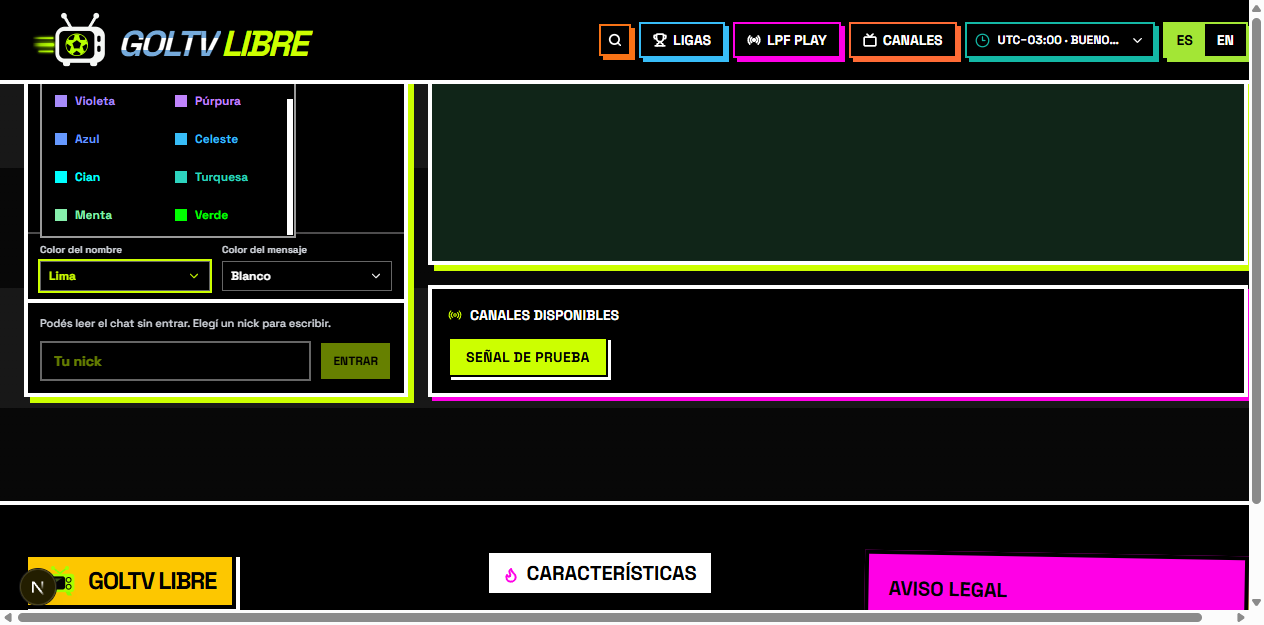 GOLTV LIBRE
LIGAS
LPF PLAY
CANALES
UTC-03:00 · BUENO...
ES
EN
Violeta
Púrpura
Azul
Celeste
Cian
Turquesa
Menta
Verde
Color del nombre
Color del mensaje
Lima
Blanco
Podés leer el chat sin entrar. Elegí un nick para escribir.
Tu nick
ENTRAR
CANALES DISPONIBLES
SEÑAL DE PRUEBA
GOLTV LIBRE
CARACTERÍSTICAS
AVISO LEGAL
N